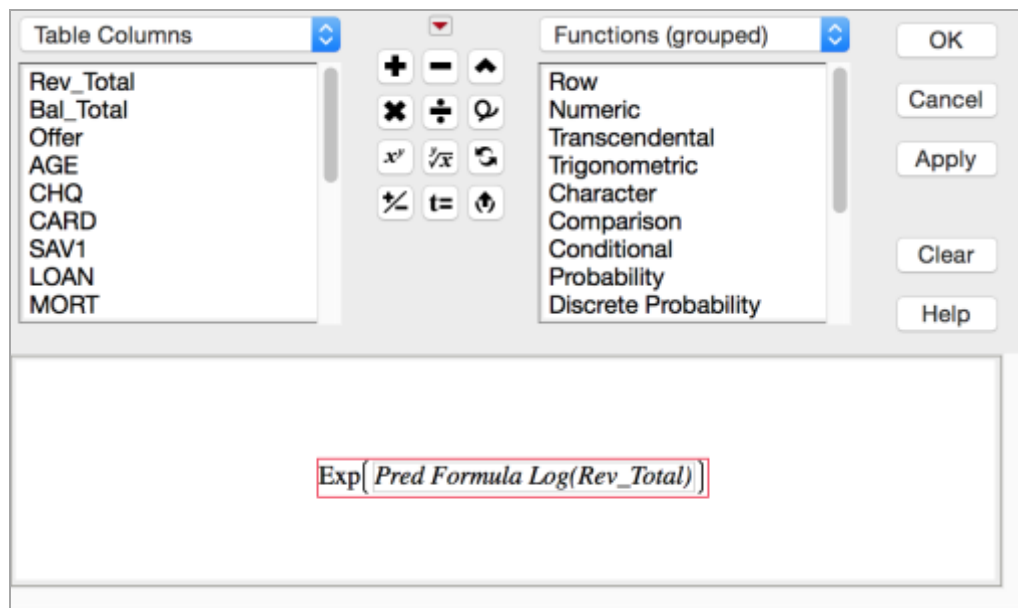 Table Columns
Rev_Total
Bal_Total
Offer
AGE
CHQ
CARD
SAV1
LOAN
MORT
xʸ
ʸ√x
t=
Functions (grouped)
Row
Numeric
Transcendental
Trigonometric
Character
Comparison
Conditional
Probability
Discrete Probability
OK
Cancel
Apply
Clear
Help
Exp(Pred Formula Log(Rev_Total))